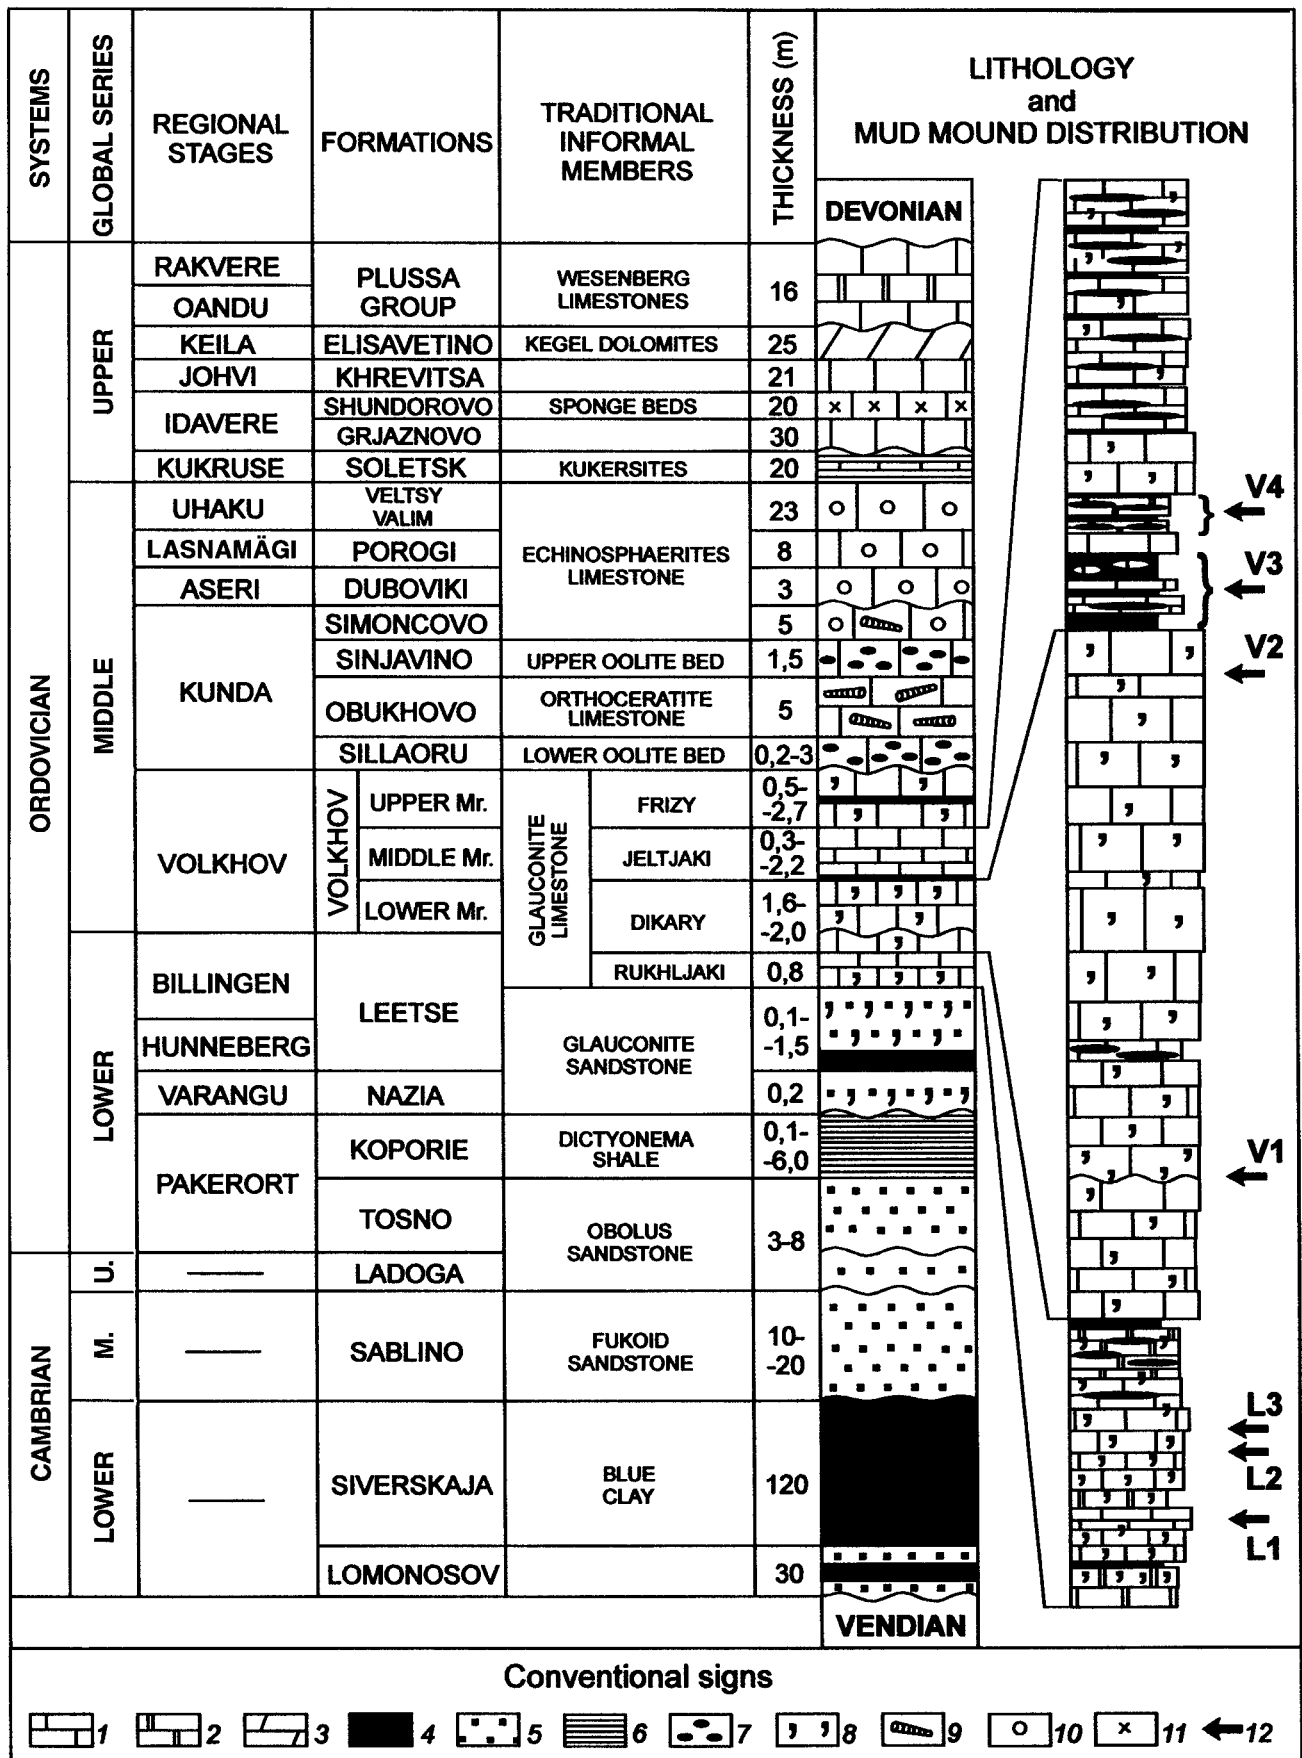 SYSTEMS
GLOBAL SERIES
REGIONAL
STAGES
FORMATIONS
TRADITIONAL
INFORMAL
MEMBERS
THICKNESS (m)
LITHOLOGY
and
MUD MOUND DISTRIBUTION
DEVONIAN
ORDOVICIAN
UPPER
RAKVERE
OANDU
PLUSSA
GROUP
WESENBERG
LIMESTONES
16
KEILA
ELISAVETINO
KEGEL DOLOMITES
25
JOHVI
KHREVITSA
21
IDAVERE
SHUNDOROVO
SPONGE BEDS
20
GRJAZNOVO
30
KUKRUSE
SOLETSK
KUKERSITES
20
MIDDLE
UHAKU
VELTSY
VALIM
ECHINOSPHAERITES
LIMESTONE
23
LASNAMÄGI
POROGI
8
ASERI
DUBOVIKI
3
KUNDA
SIMONCOVO
5
SINJAVINO
UPPER OOLITE BED
1,5
OBUKHOVO
ORTHOCERATITE
LIMESTONE
5
SILLAORU
LOWER OOLITE BED
0,2-3
VOLKHOV
VOLKHOV
UPPER Mr.
GLAUCONITE
LIMESTONE
FRIZY
0,5-
-2,7
MIDDLE Mr.
JELTJAKI
0,3-
-2,2
LOWER Mr.
DIKARY
1,6-
-2,0
LOWER
BILLINGEN
LEETSE
RUKHLJAKI
0,8
HUNNEBERG
GLAUCONITE
SANDSTONE
0,1-
-1,5
VARANGU
NAZIA
0,2
PAKERORT
KOPORIE
DICTYONEMA
SHALE
0,1-
-6,0
TOSNO
OBOLUS
SANDSTONE
3-8
CAMBRIAN
U.
LADOGA
M.
SABLINO
FUKOID
SANDSTONE
10-
-20
LOWER
SIVERSKAJA
BLUE
CLAY
120
LOMONOSOV
30
VENDIAN
V4
V3
V2
V1
L3
L2
L1
Conventional signs
1 2 3 4 5 6 7 8 9 10 11 12